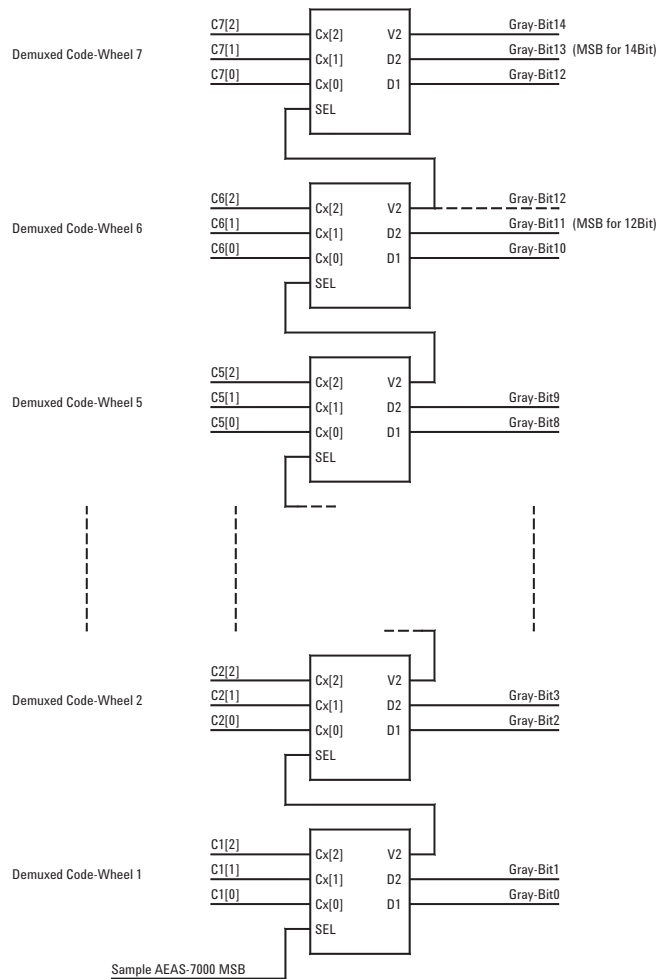 C7[2] Cx[2] V2 Gray-Bit14
Demuxed Code-Wheel 7 C7[1] Cx[1] D2 Gray-Bit13 (MSB for 14Bit)
C7[0] Cx[0] D1 Gray-Bit12
SEL
C6[2] Cx[2] V2 Gray-Bit12
Demuxed Code-Wheel 6 C6[1] Cx[1] D2 Gray-Bit11 (MSB for 12Bit)
C6[0] Cx[0] D1 Gray-Bit10
SEL
C5[2] Cx[2] V2
Demuxed Code-Wheel 5 C5[1] Cx[1] D2 Gray-Bit9
C5[0] Cx[0] D1 Gray-Bit8
SEL
C2[2] Cx[2] V2
Demuxed Code-Wheel 2 C2[1] Cx[1] D2 Gray-Bit3
C2[0] Cx[0] D1 Gray-Bit2
SEL
C1[2] Cx[2] V2
Demuxed Code-Wheel 1 C1[1] Cx[1] D2 Gray-Bit1
C1[0] Cx[0] D1 Gray-Bit0
SEL
Sample AEAS-7000 MSB